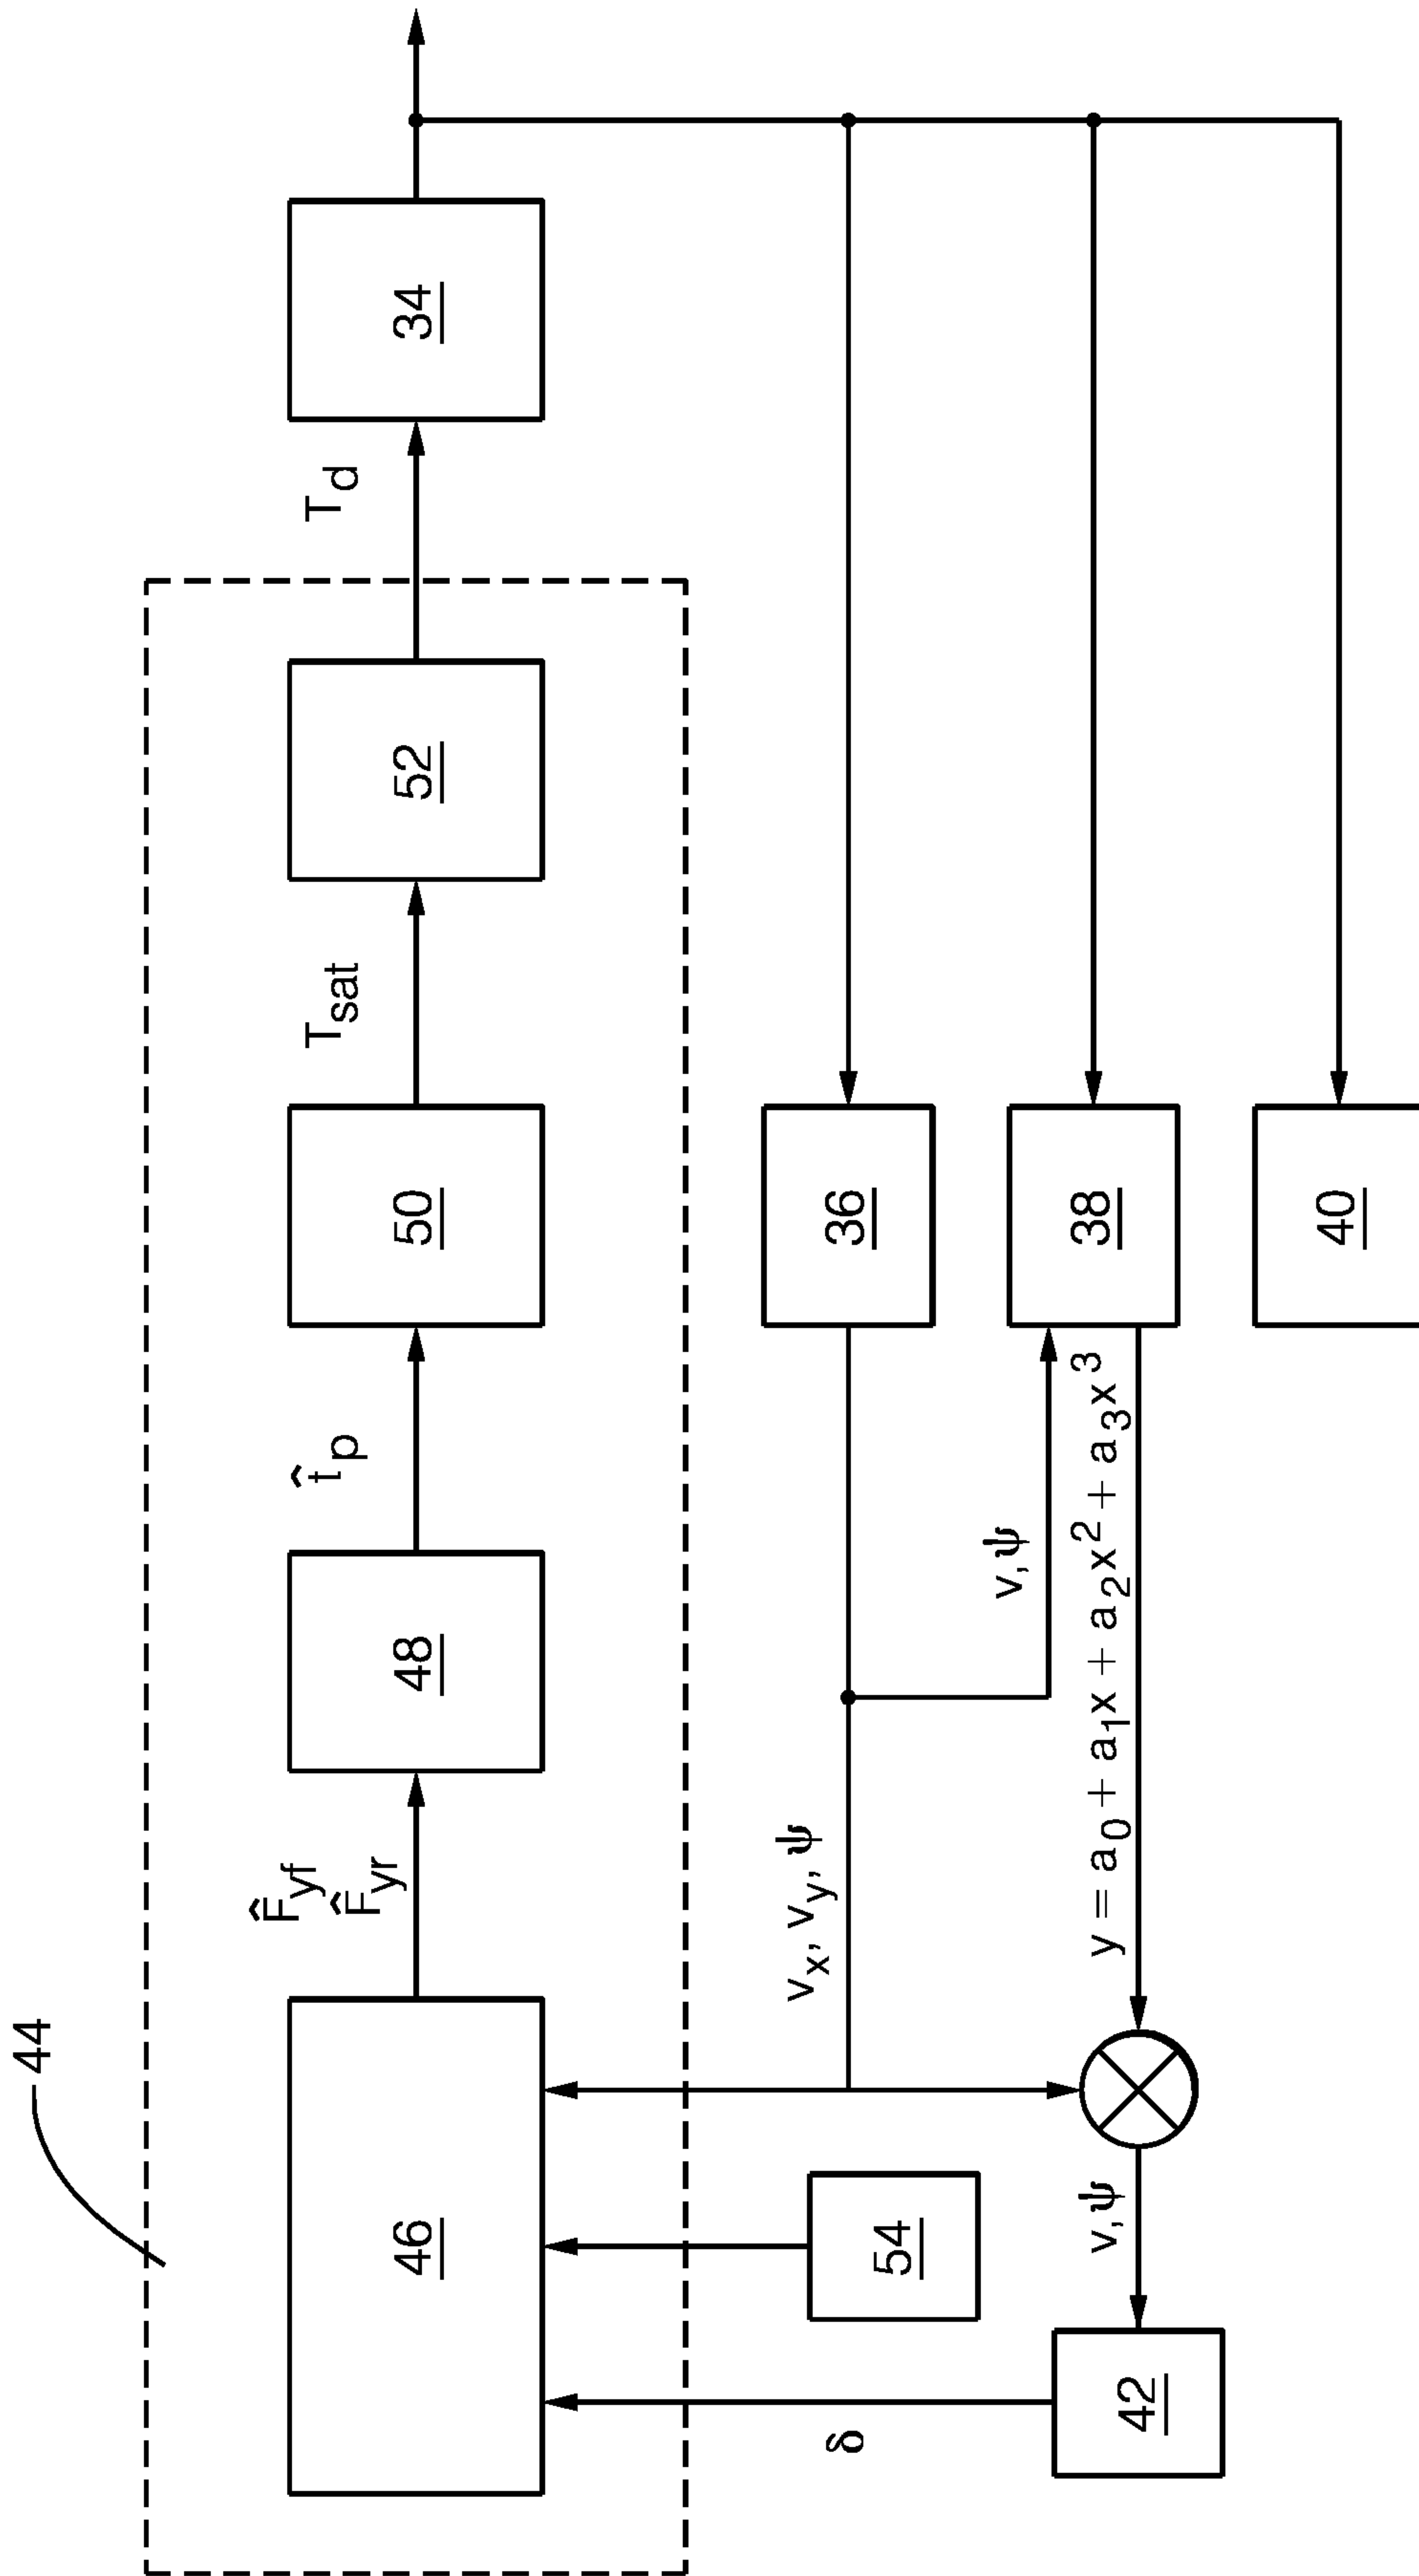 44
46
F̂yf
F̂yr
48
t̂p
50
Tsat
52
Td
34
vx, vy, ψ
36
54
v,ψ
38
δ
42
v,ψ
y = a₀ + a₁x + a₂x² + a₃x³
40